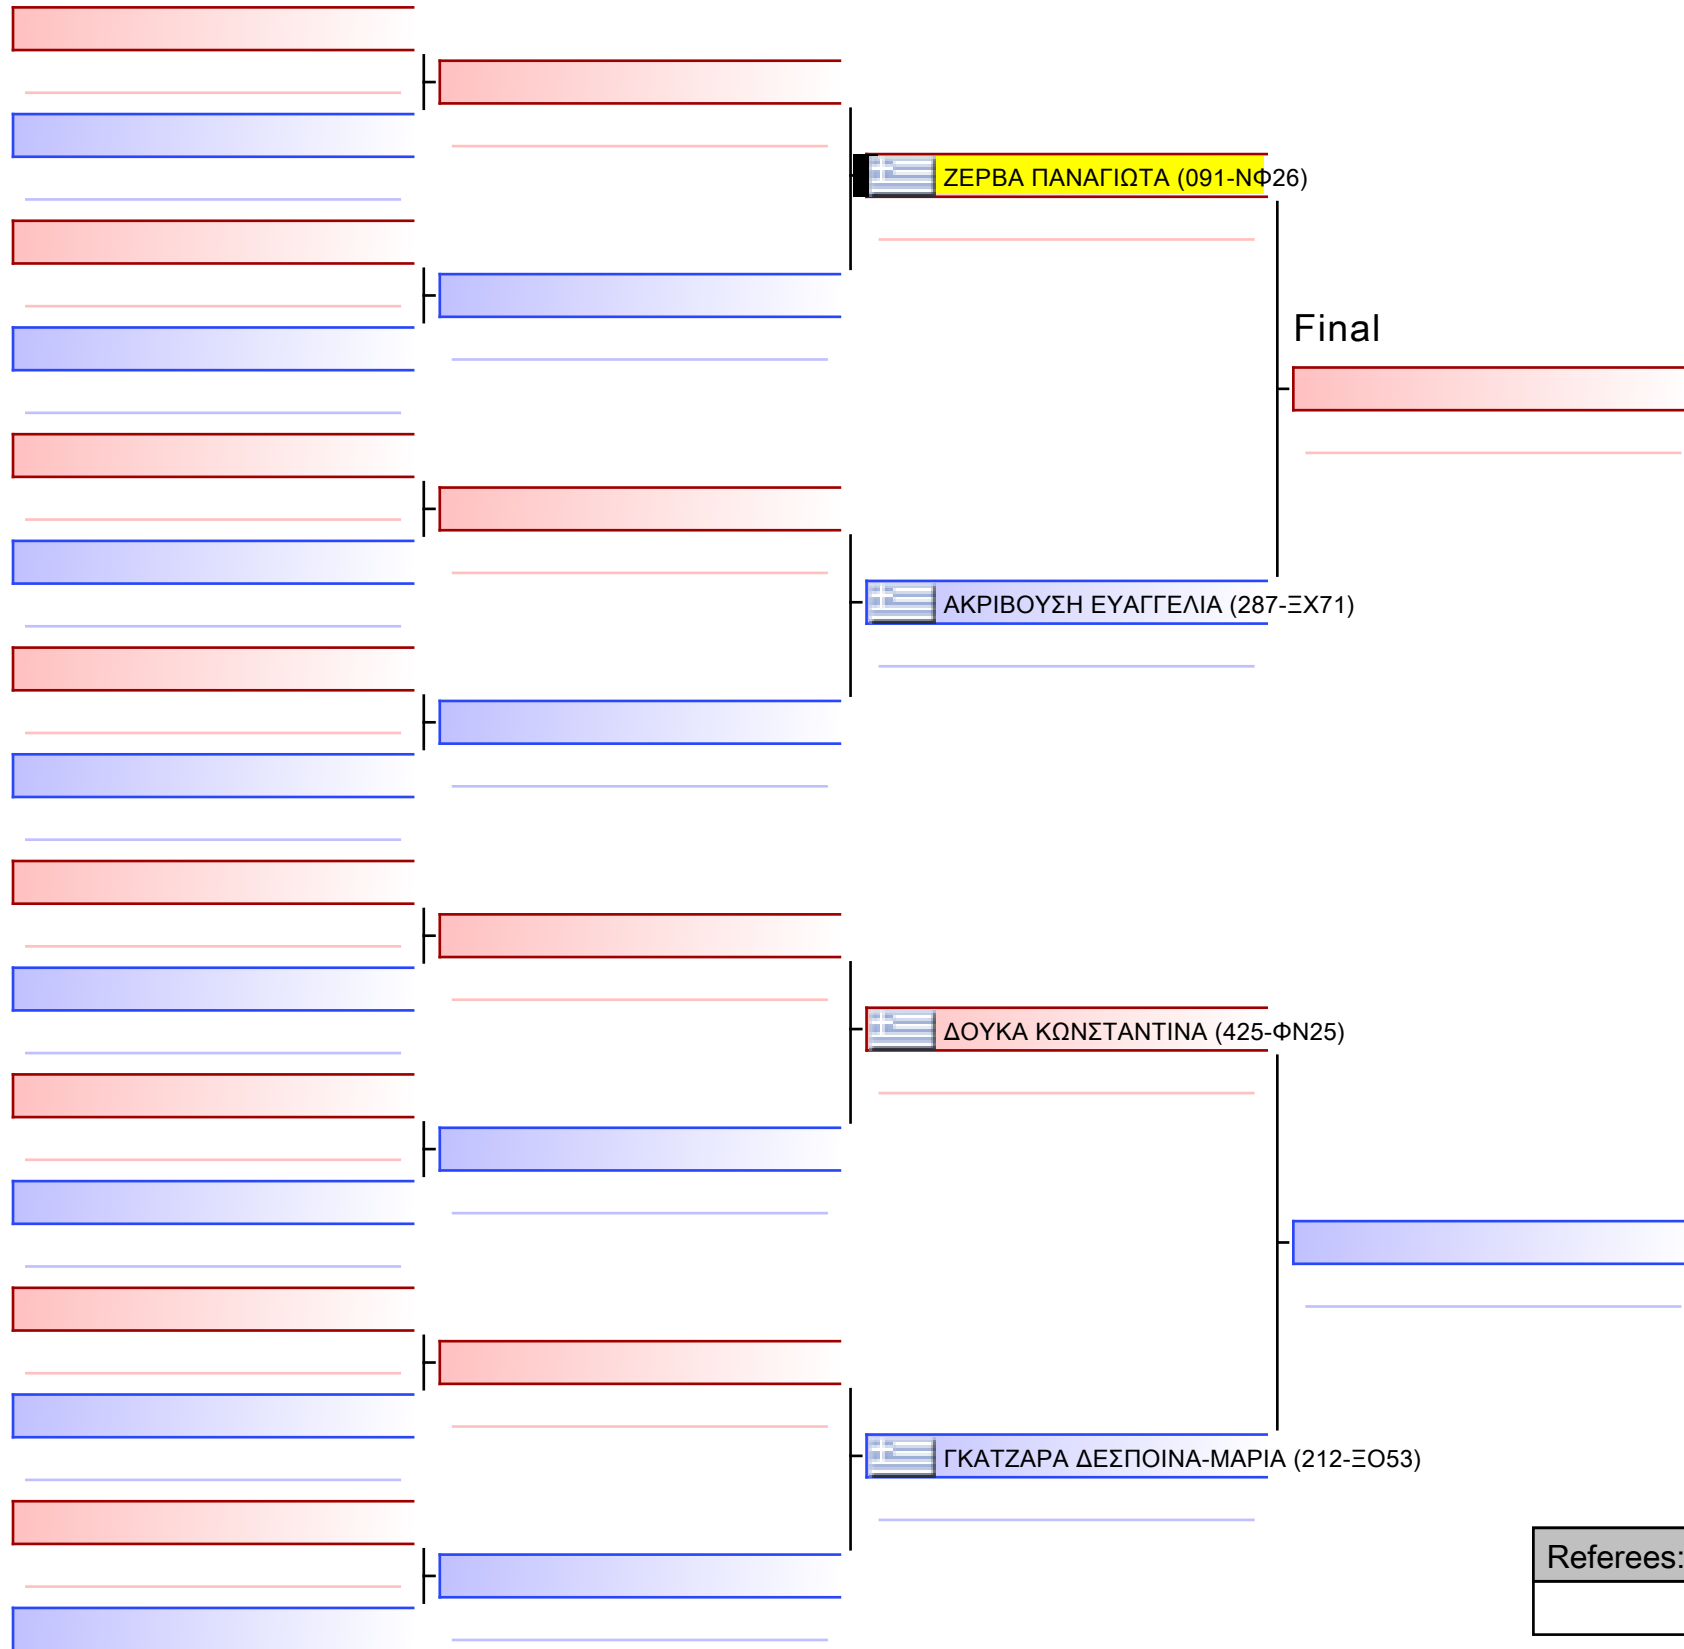 ΖΕΡΒΑ ΠΑΝΑΓΙΩΤΑ (091-ΝΦ26)
Final
ΑΚΡΙΒΟΥΣΗ ΕΥΑΓΓΕΛΙΑ (287-ΞΧ71)
ΔΟΥΚΑ ΚΩΝΣΤΑΝΤΙΝΑ (425-ΦΝ25)
ΓΚΑΤΖΑΡΑ ΔΕΣΠΟΙΝΑ-ΜΑΡΙΑ (212-ΞΟ53)
Referees: